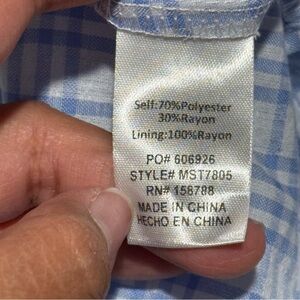 Self:70%Polyester
30%Rayon
Lining:100%Rayon
PO# 606926
STYLE# MST7805
RN# 158788
MADE IN CHINA
HECHO EN CHINA